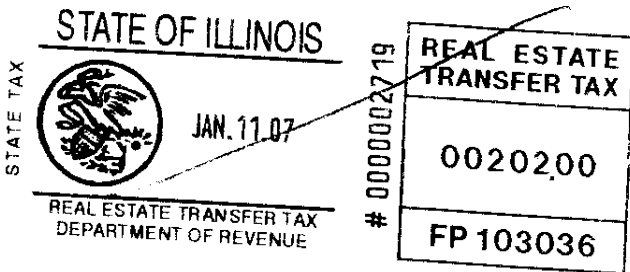 STATE OF ILLINOIS
STATE TAX
JAN. 11.07
REAL ESTATE TRANSFER TAX
DEPARTMENT OF REVENUE
# 0000002719
REAL ESTATE
TRANSFER TAX
00202.00
FP 103036